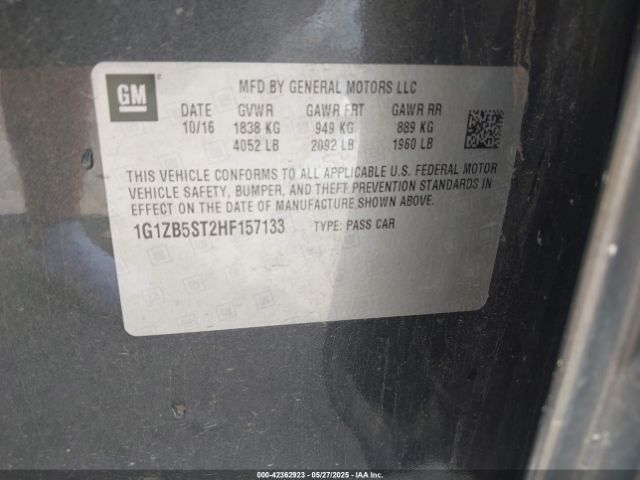 GM
MFD BY GENERAL MOTORS LLC
DATE GVWR GAWR FRT GAWR RR
10/16 1838 KG 949 KG 889 KG
4052 LB 2092 LB 1960 LB
THIS VEHICLE CONFORMS TO ALL APPLICABLE U.S. FEDERAL MOTOR
VEHICLE SAFETY, BUMPER, AND THEFT PREVENTION STANDARDS IN
EFFECT ON THE DATE OF MANUFACTURE SHOWN ABOVE.
1G1ZB5ST2HF157133 TYPE: PASS CAR
000-42362923 - 05/27/2025 - IAA Inc.